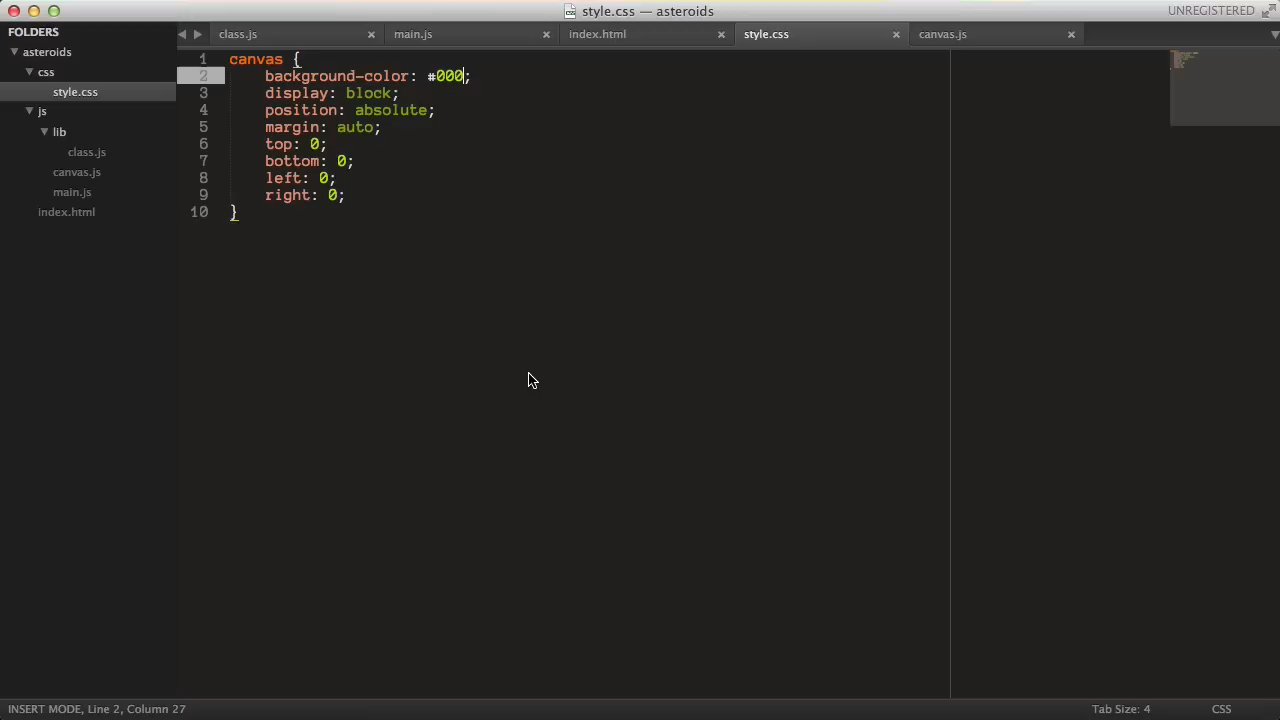 style.css — asteroids
UNREGISTERED
FOLDERS
asteroids
css
style.css
js
lib
class.js
canvas.js
main.js
index.html
class.js
main.js
index.html
style.css
canvas.js
1 canvas {
2 background-color: #000;
3 display: block;
4 position: absolute;
5 margin: auto;
6 top: 0;
7 bottom: 0;
8 left: 0;
9 right: 0;
10 }
INSERT MODE, Line 2, Column 27
Tab Size: 4
CSS